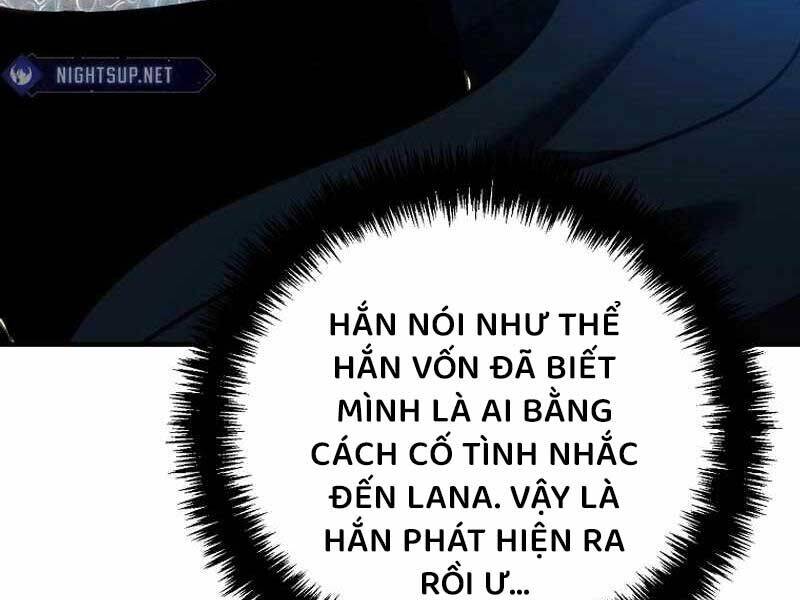 NIGHTSUP.NET
HẮN NÓI NHƯ THỂ
HẮN VỐN ĐÃ BIẾT
MÌNH LÀ AI BẰNG
CÁCH CỐ TÌNH NHẮC
ĐẾN LANA. VẬY LÀ
HẮN PHÁT HIỆN RA
RỒI Ư...